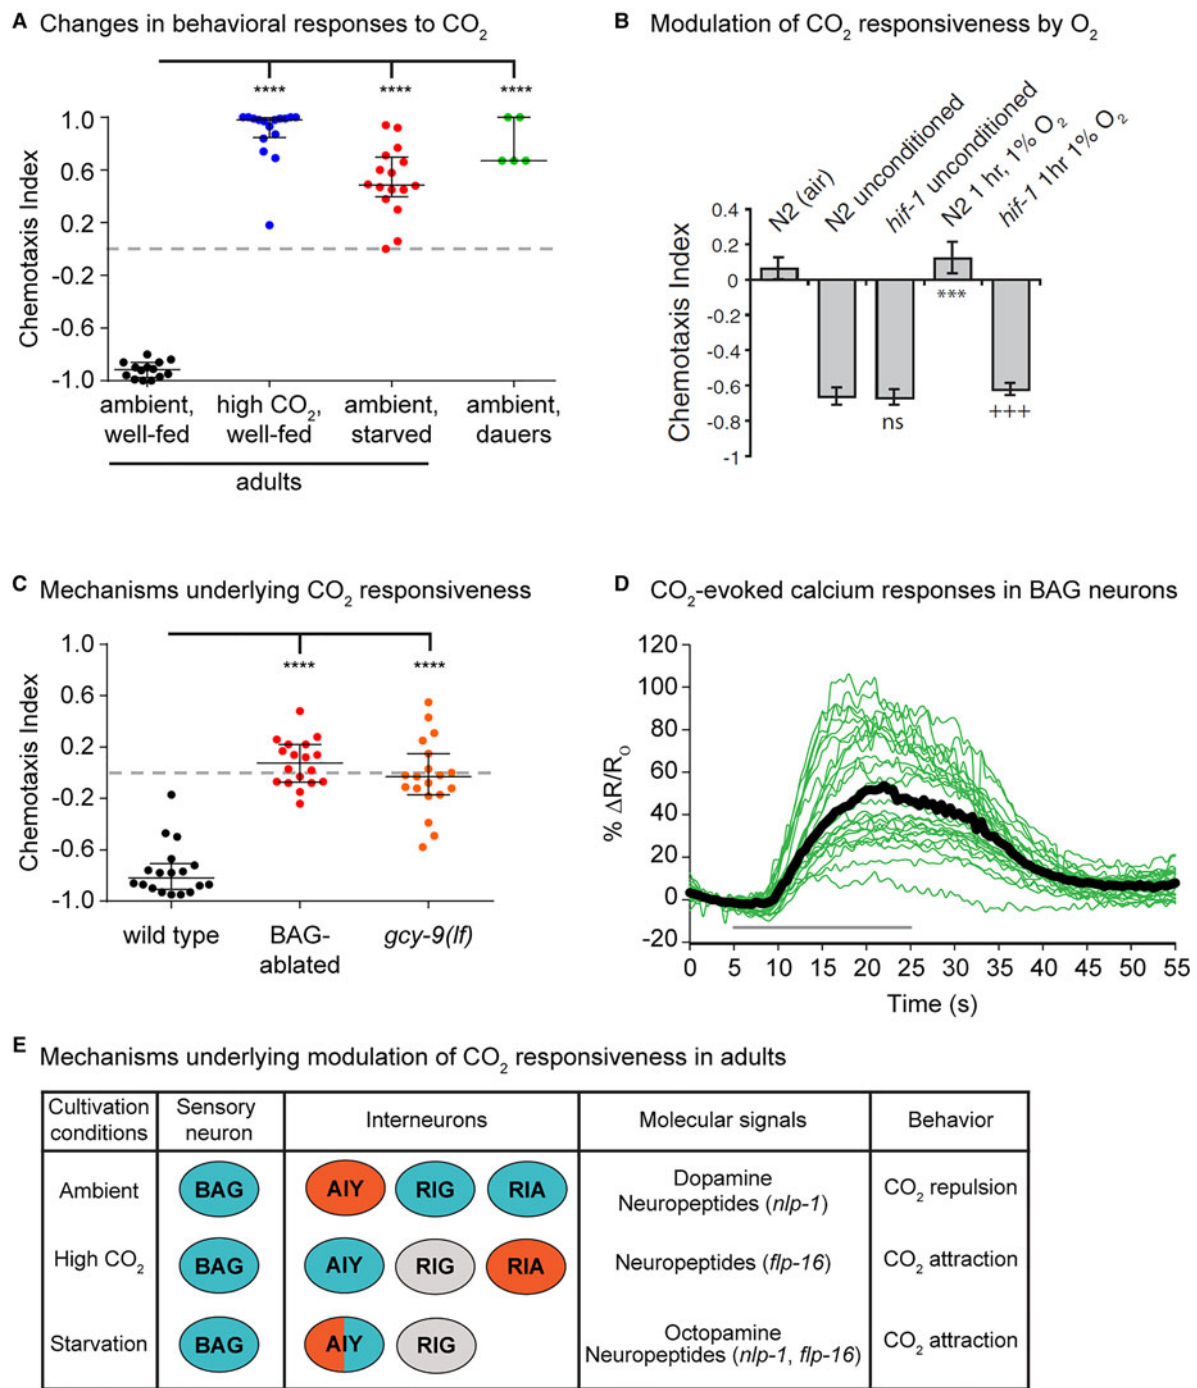 A Changes in behavioral responses to CO₂
****
****
****
Chemotaxis Index
1.0
0.6
0.2
-0.2
-0.6
-1.0
ambient, well-fed
high CO₂, well-fed
ambient, starved
ambient, dauers
adults
B Modulation of CO₂ responsiveness by O₂
N2 (air)
N2 unconditioned
hif-1 unconditioned
N2 1 hr, 1% O₂
hif-1 1hr 1% O₂
Chemotaxis Index
0.4
0.2
0
-0.2
-0.4
-0.6
-0.8
-1
ns
***
+++
C Mechanisms underlying CO₂ responsiveness
****
****
Chemotaxis Index
1.0
0.6
0.2
-0.2
-0.6
-1.0
wild type
BAG-ablated
gcy-9(lf)
D CO₂-evoked calcium responses in BAG neurons
% ΔR/R₀
120
100
80
60
40
20
0
-20
0 5 10 15 20 25 30 35 40 45 50 55
Time (s)
E Mechanisms underlying modulation of CO₂ responsiveness in adults
Cultivation conditions
Sensory neuron
Interneurons
Molecular signals
Behavior
Ambient
BAG
AIY RIG RIA
Dopamine
Neuropeptides (nlp-1)
CO₂ repulsion
High CO₂
BAG
AIY RIG RIA
Neuropeptides (flp-16)
CO₂ attraction
Starvation
BAG
AIY RIG
Octopamine
Neuropeptides (nlp-1, flp-16)
CO₂ attraction